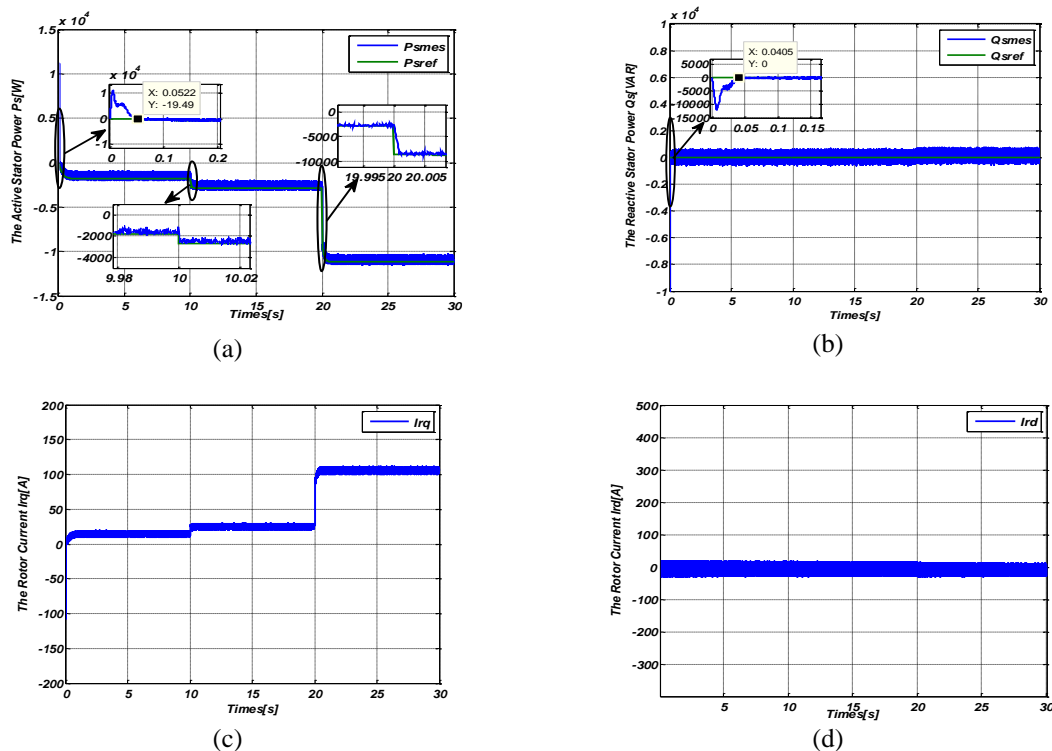 x 10^4
The Active Stator Power Ps[W]
1.5
1
0.5
0
-0.5
-1
-1.5
0 5 10 15 20 25 30
Times[s]
Psmes
Psref
x 10^4
1
0
-1
0 0.1 0.2
X: 0.0522
Y: -19.49
0
-5000
-10000
19.995 20 20.005
0
-2000
-4000
9.98 10 10.02
(a)
x 10^4
The Reactive Stator Power Qs[VAR]
1
0.8
0.6
0.4
0.2
0
-0.2
-0.4
-0.6
-0.8
-1
0 5 10 15 20 25 30
Times[s]
Qsmes
Qsref
X: 0.0405
Y: 0
5000
0
-5000
10000
15000
0 0.05 0.1 0.16
(b)
The Rotor Current Irq[A]
200
150
100
50
0
-50
-100
-150
-200
0 5 10 15 20 25 30
Times[s]
Irq
(c)
The Rotor Current Ird[A]
500
400
300
200
100
0
-100
-200
-300
5 10 15 20 25 30
Times[s]
Ird
(d)